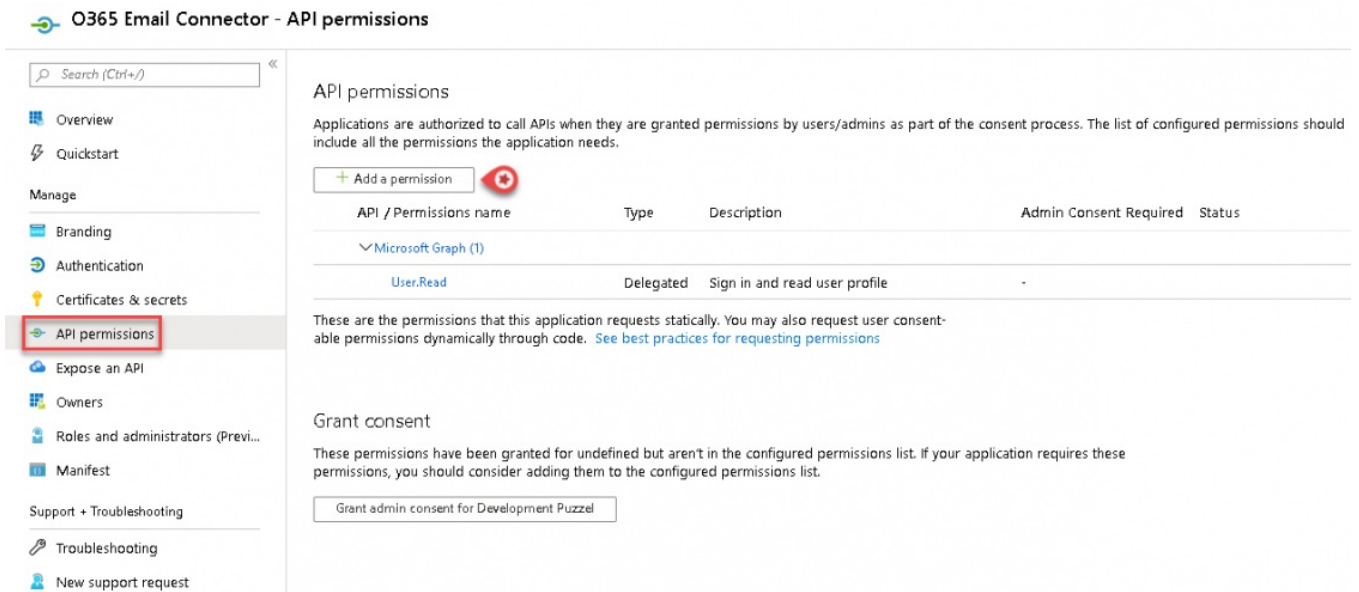 O365 Email Connector - API permissions
Search (Ctrl+/)
Overview
Quickstart
Manage
Branding
Authentication
Certificates & secrets
API permissions
Expose an API
Owners
Roles and administrators (Previ...
Manifest
Support + Troubleshooting
Troubleshooting
New support request
API permissions
Applications are authorized to call APIs when they are granted permissions by users/admins as part of the consent process. The list of configured permissions should
include all the permissions the application needs.
+ Add a permission
API / Permissions name Type Description Admin Consent Required Status
Microsoft Graph (1)
User.Read Delegated Sign in and read user profile -
These are the permissions that this application requests statically. You may also request user consent-
able permissions dynamically through code. See best practices for requesting permissions
Grant consent
These permissions have been granted for undefined but aren't in the configured permissions list. If your application requires these
permissions, you should consider adding them to the configured permissions list.
Grant admin consent for Development Puzzel